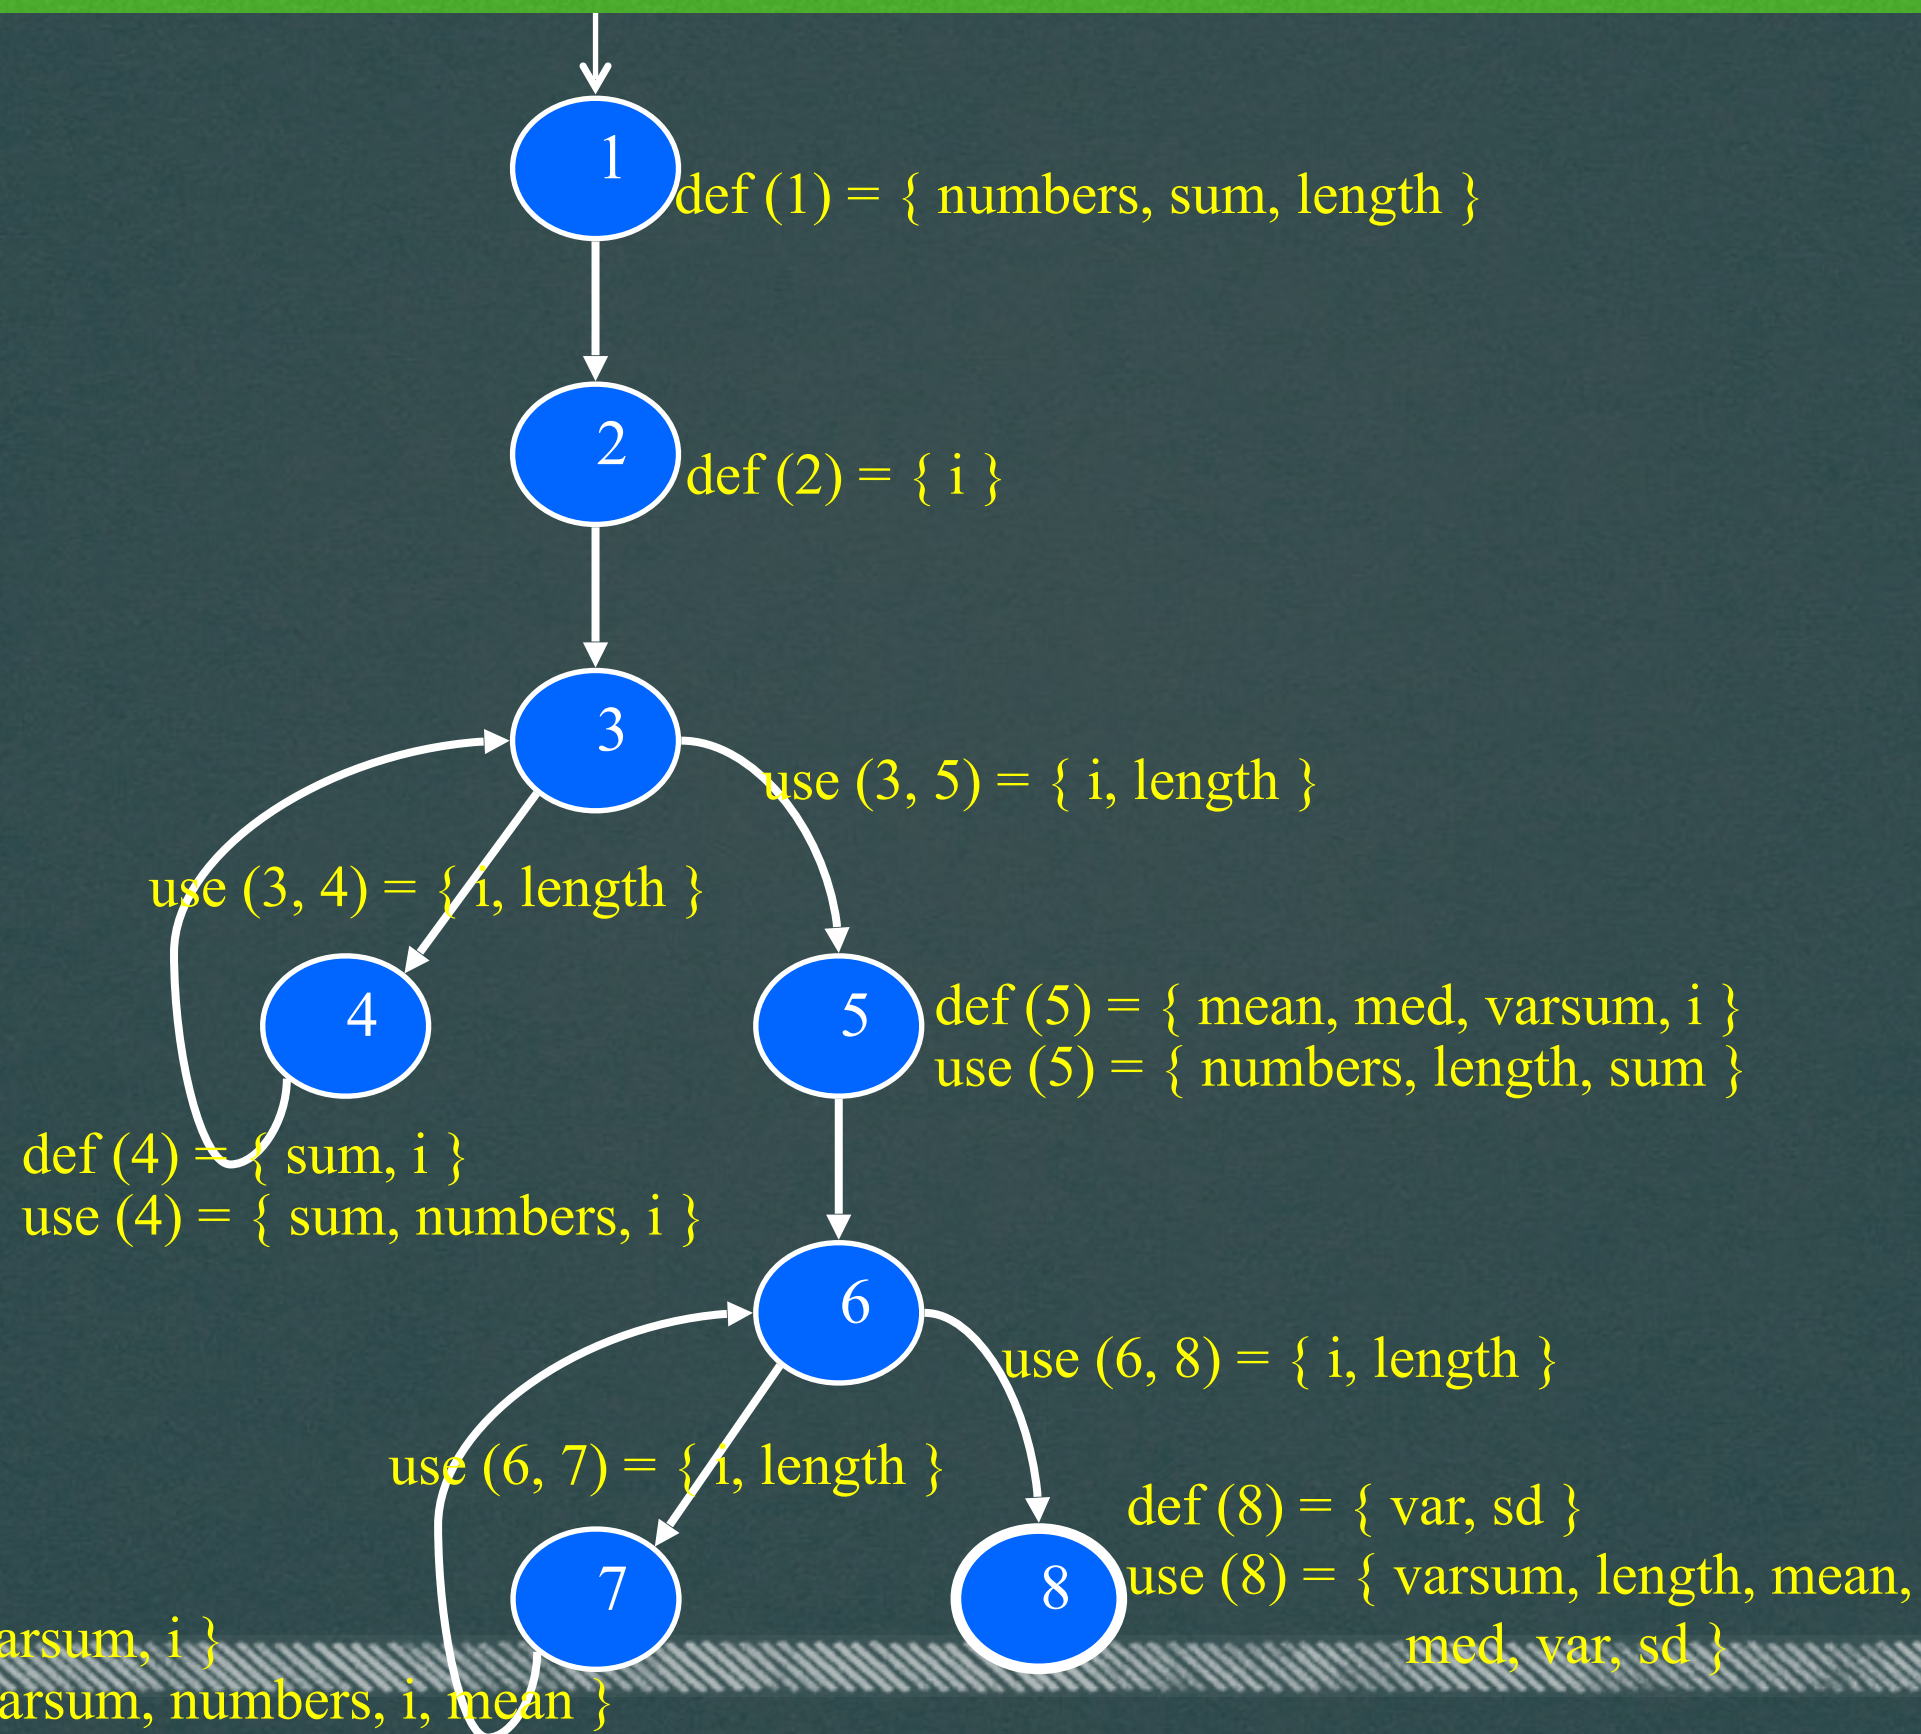 1
def (1) = { numbers, sum, length }
2
def (2) = { i }
3
use (3, 5) = { i, length }
use (3, 4) = { i, length }
4
5
def (5) = { mean, med, varsum, i }
use (5) = { numbers, length, sum }
def (4) = { sum, i }
use (4) = { sum, numbers, i }
6
use (6, 8) = { i, length }
use (6, 7) = { i, length }
7
8
def (8) = { var, sd }
use (8) = { varsum, length, mean,
med, var, sd }
arsum, i }
arsum, numbers, i, mean }